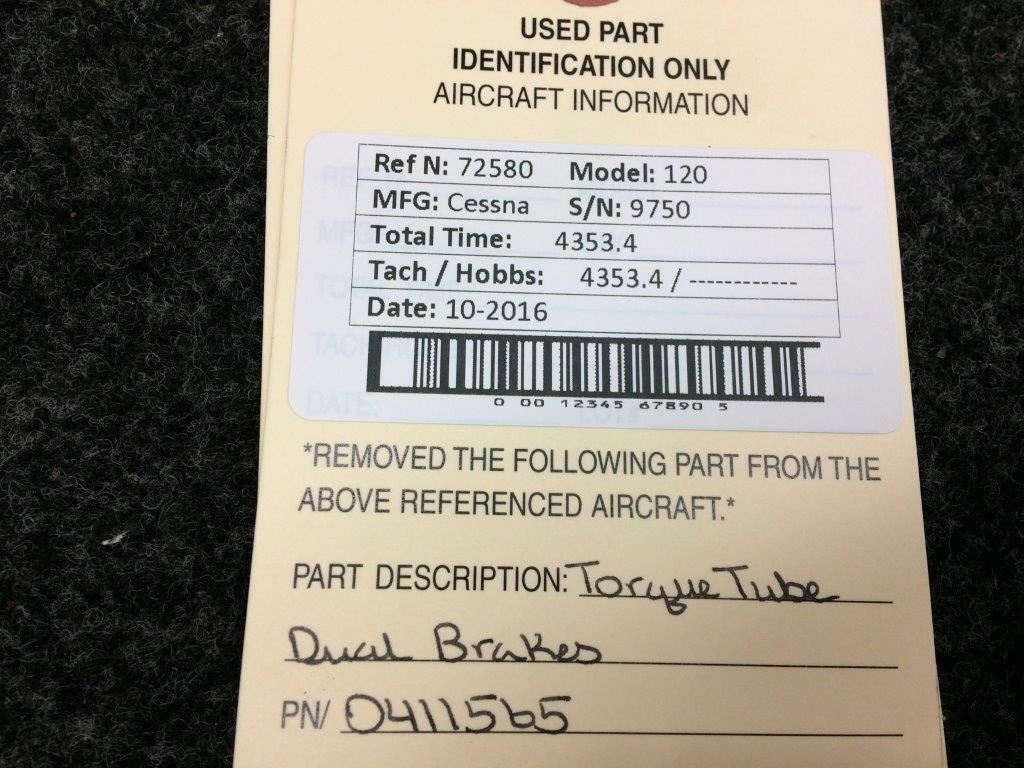 USED PART
IDENTIFICATION ONLY
AIRCRAFT INFORMATION
Ref N: 72580 Model: 120
MFG: Cessna S/N: 9750
Total Time: 4353.4
Tach / Hobbs: 4353.4 / ------------
Date: 10-2016
0 00 12345 67890 5
*REMOVED THE FOLLOWING PART FROM THE
ABOVE REFERENCED AIRCRAFT.*
PART DESCRIPTION: Torque Tube
Dual Brakes
PN/ 0411565